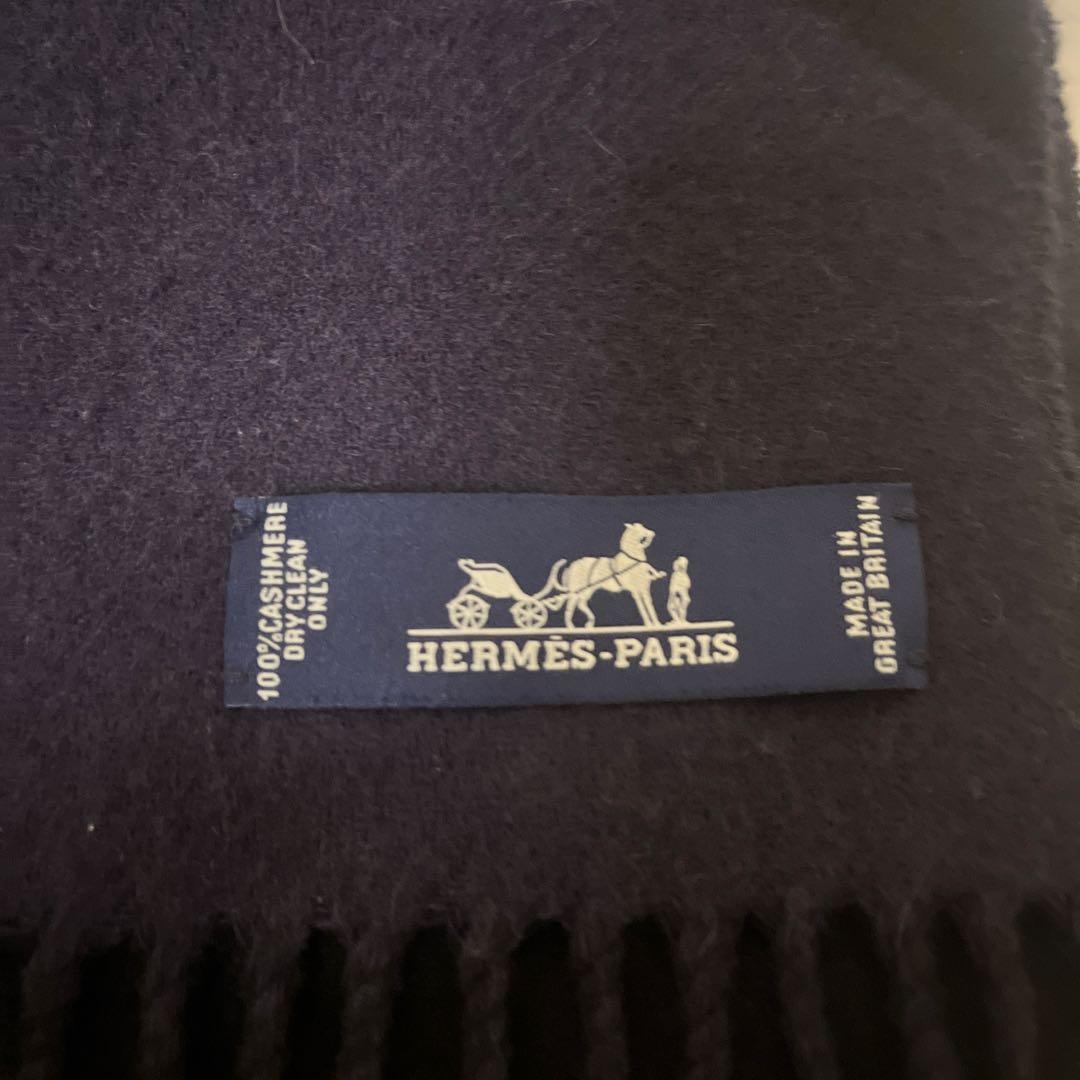 100%CASHMERE
DRY CLEAN
ONLY
HERMÈS-PARIS
MADE IN
GREAT BRITAIN